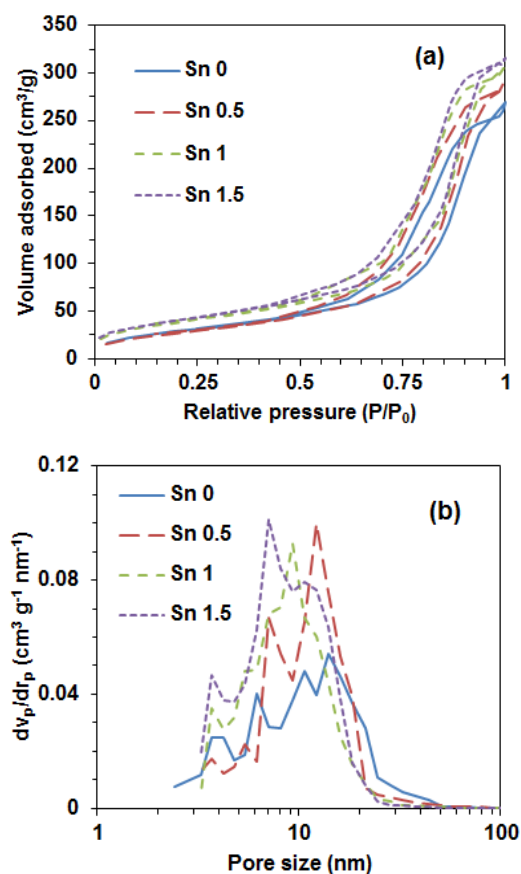 (a)
Sn 0
Sn 0.5
Sn 1
Sn 1.5
Volume adsorbed (cm³/g)
350
300
250
200
150
100
50
0
0 0.25 0.5 0.75 1
Relative pressure (P/P₀)
(b)
Sn 0
Sn 0.5
Sn 1
Sn 1.5
dvₚ/drₚ (cm³ g⁻¹ nm⁻¹)
0.12
0.08
0.04
0
1 10 100
Pore size (nm)